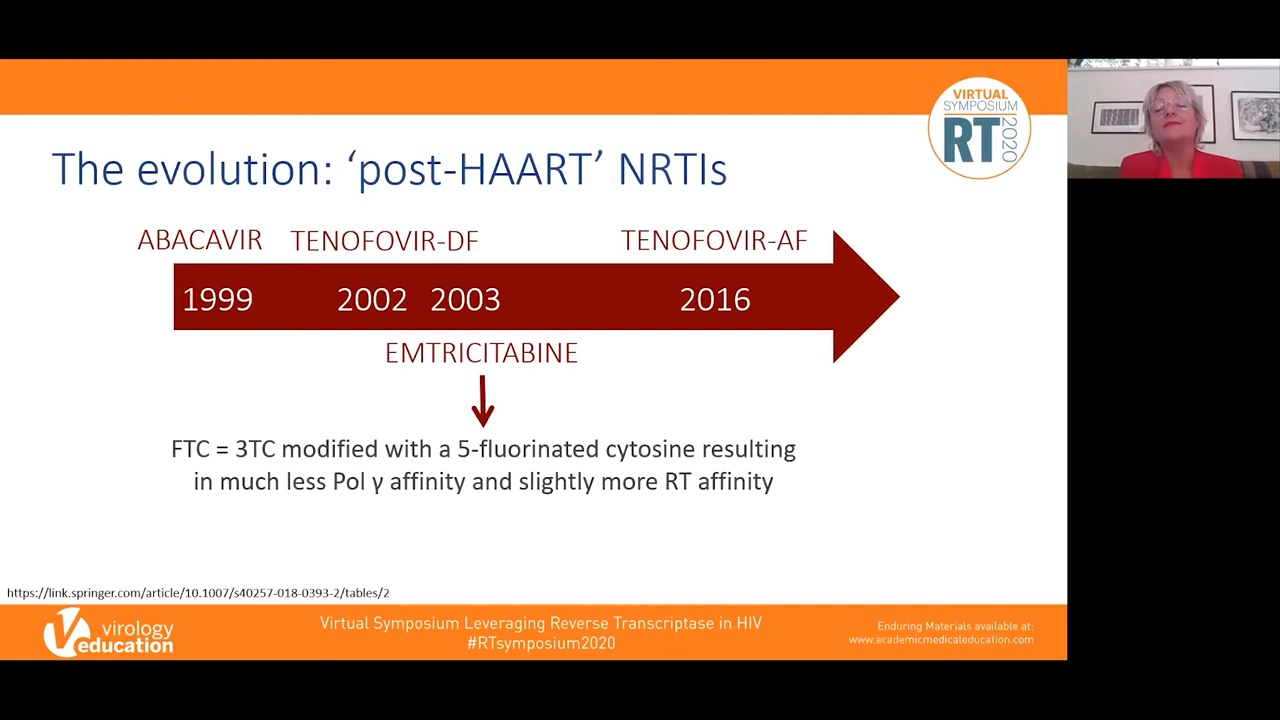 VIRTUAL
SYMPOSIUM
RT
2020
The evolution: ‘post-HAART’ NRTIs
ABACAVIR
TENOFOVIR-DF
TENOFOVIR-AF
1999
2002
2003
2016
EMTRICITABINE
FTC = 3TC modified with a 5-fluorinated cytosine resulting
in much less Pol γ affinity and slightly more RT affinity
https://link.springer.com/article/10.1007/s40257-018-0393-2/tables/2
virology
education
Virtual Symposium Leveraging Reverse Transcriptase in HIV
#RTsymposium2020
Enduring Materials available at:
www.academicmedicaleducation.com